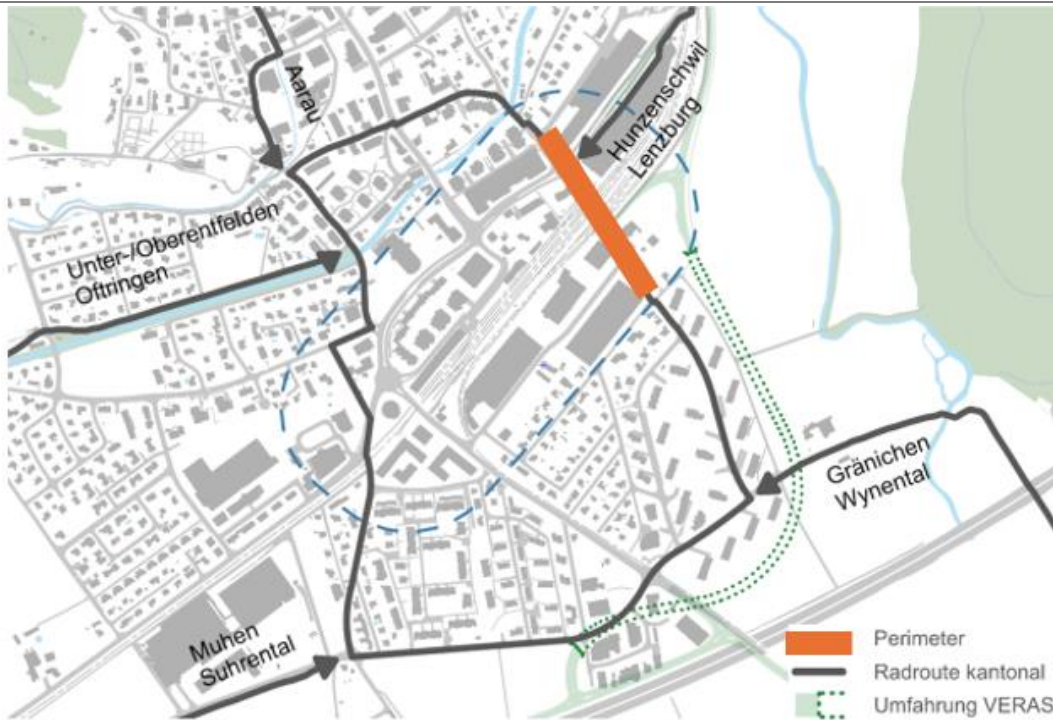 Aarau
Hunzenschwil
Lenzburg
Unter-/Oberentfelden
Oftringen
Gränichen
Wynental
Muhen
Suhrental
Perimeter
Radroute kantonal
Umfahrung VERAS